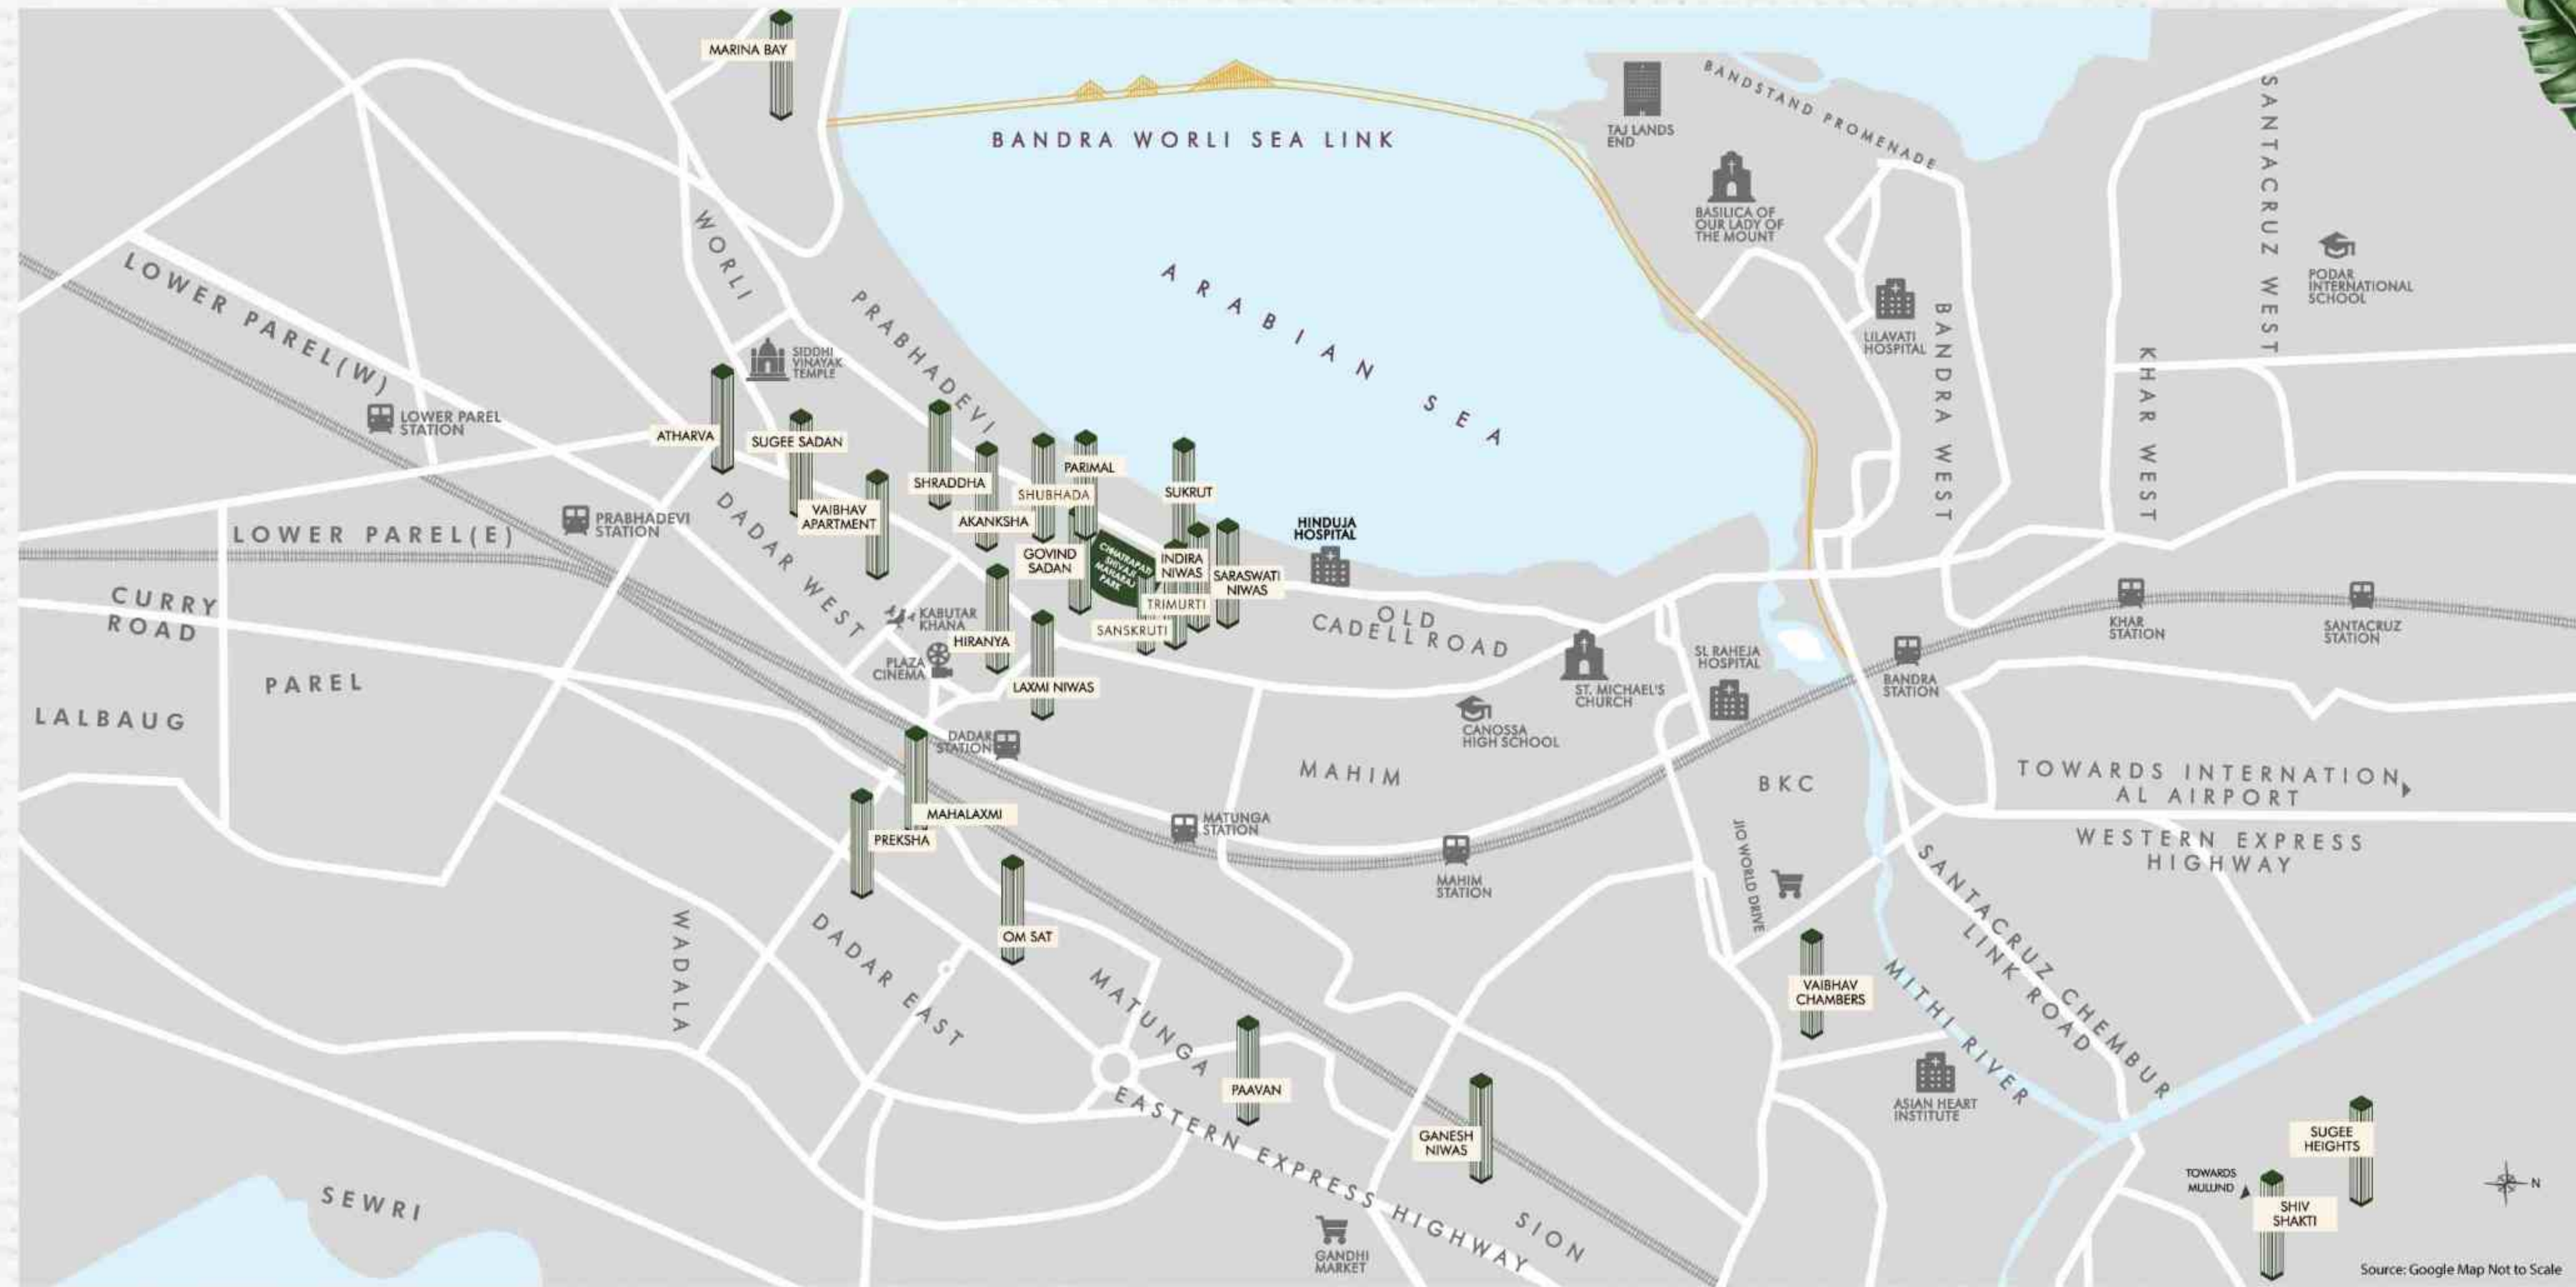 MARINA BAY
BANDRA WORLI SEA LINK
TAJ LANDS
END
BANDSTAND PROMENADE
BASILICA OF
OUR LADY OF
THE MOUNT
SANTACRUZ WEST
PODAR
INTERNATIONAL
SCHOOL
WORLI
LOWER PAREL(W)
PRABHADEVI
ARABIAN SEA
LILAVATI
HOSPITAL
BANDRA WEST
KHAR WEST
SIDDHI
VINAYAK
TEMPLE
LOWER PAREL
STATION
ATHARVA
SUGEE SADAN
SHRADDHA
PARIMAL
SHUBHADA
SUKRUT
VAIBHAV
APARTMENT
AKANKSHA
PRABHADEVI
STATION
LOWER PAREL(E)
DADAR WEST
GOVIND
SADAN
CHHATRAPATI
SHIVAJI
MAHARAJ
PARK
INDIRA
NIWAS
SARASWATI
NIWAS
HINDUJA
HOSPITAL
TRIMURTI
SANSKRUTI
CURRY
ROAD
KABUTAR
KHANA
HIRANYA
PLAZA
CINEMA
LAXMI NIWAS
OLD
CADELL ROAD
ST. MICHAEL'S
CHURCH
SL RAHEJA
HOSPITAL
BANDRA
STATION
KHAR
STATION
SANTACRUZ
STATION
PAREL
LALBAUG
CANOSSA
HIGH SCHOOL
DADAR
STATION
MAHIM
BKC
TOWARDS INTERNATION
AL AIRPORT
WESTERN EXPRESS
HIGHWAY
MAHALAXMI
PREKSHA
MATUNGA
STATION
MAHIM
STATION
JIO WORLD DRIVE
SANTACRUZ CHEMBUR
LINK ROAD
WADALA
DADAR EAST
OM SAT
MATUNGA
VAIBHAV
CHAMBERS
MITHI RIVER
PAAVAN
EASTERN EXPRESS HIGHWAY
GANESH
NIWAS
ASIAN HEART
INSTITUTE
SUGEE
HEIGHTS
TOWARDS
MULUND
SHIV
SHAKTI
N
SEWRI
SION
GANDHI
MARKET
Source: Google Map Not to Scale